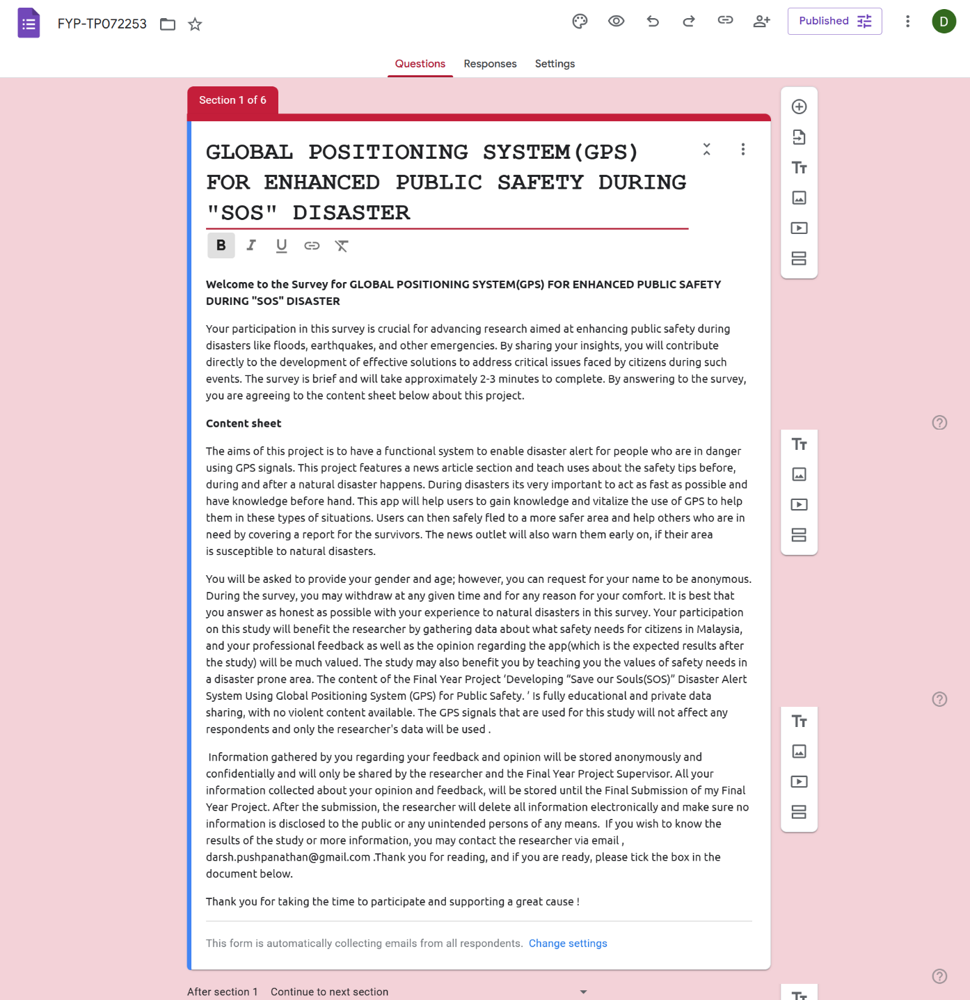 FYP-TP072253
Published
D
Questions Responses Settings
Section 1 of 6
GLOBAL POSITIONING SYSTEM(GPS)
FOR ENHANCED PUBLIC SAFETY DURING
"SOS" DISASTER
B I U
Welcome to the Survey for GLOBAL POSITIONING SYSTEM(GPS) FOR ENHANCED PUBLIC SAFETY
DURING "SOS" DISASTER
Your participation in this survey is crucial for advancing research aimed at enhancing public safety during
disasters like floods, earthquakes, and other emergencies. By sharing your insights, you will contribute
directly to the development of effective solutions to address critical issues faced by citizens during such
events. The survey is brief and will take approximately 2-3 minutes to complete. By answering to the survey,
you are agreeing to the content sheet below about this project.
Content sheet
The aims of this project is to have a functional system to enable disaster alert for people who are in danger
using GPS signals. This project features a news article section and teach uses about the safety tips before,
during and after a natural disaster happens. During disasters its very important to act as fast as possible and
have knowledge before hand. This app will help users to gain knowledge and vitalize the use of GPS to help
them in these types of situations. Users can then safely fled to a more safer area and help others who are in
need by covering a report for the survivors. The news outlet will also warn them early on, if their area
is susceptible to natural disasters.
You will be asked to provide your gender and age; however, you can request for your name to be anonymous.
During the survey, you may withdraw at any given time and for any reason for your comfort. It is best that
you answer as honest as possible with your experience to natural disasters in this survey. Your participation
on this study will benefit the researcher by gathering data about what safety needs for citizens in Malaysia,
and your professional feedback as well as the opinion regarding the app(which is the expected results after
the study) will be much valued. The study may also benefit you by teaching you the values of safety needs in
a disaster prone area. The content of the Final Year Project ‘Developing “Save our Souls(SOS)” Disaster Alert
System Using Global Positioning System (GPS) for Public Safety. ’ Is fully educational and private data
sharing, with no violent content available. The GPS signals that are used for this study will not affect any
respondents and only the researcher's data will be used .
Information gathered by you regarding your feedback and opinion will be stored anonymously and
confidentially and will only be shared by the researcher and the Final Year Project Supervisor. All your
information collected about your opinion and feedback, will be stored until the Final Submission of my Final
Year Project. After the submission, the researcher will delete all information electronically and make sure no
information is disclosed to the public or any unintended persons of any means.  If you wish to know the
results of the study or more information, you may contact the researcher via email ,
darsh.pushpanathan@gmail.com .Thank you for reading, and if you are ready, please tick the box in the
document below.
Thank you for taking the time to participate and supporting a great cause !
This form is automatically collecting emails from all respondents. Change settings
After section 1 Continue to next section